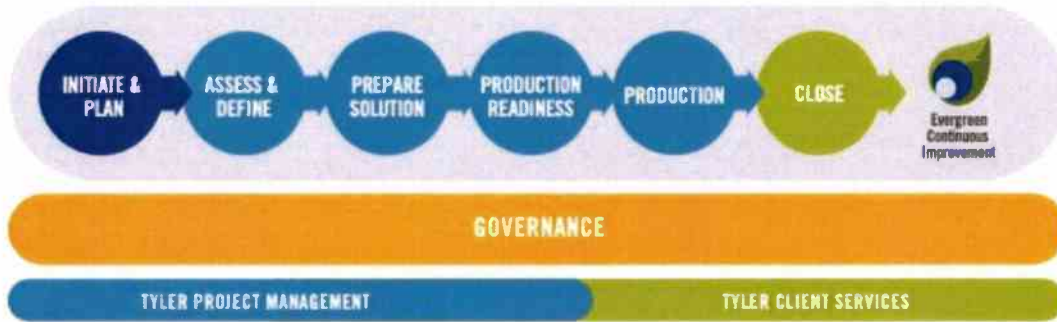 INITIATE &
PLAN
ASSESS &
DEFINE
PREPARE
SOLUTION
PRODUCTION
READINESS
PRODUCTION
CLOSE
Evergreen
Continuous
Improvement
GOVERNANCE
TYLER PROJECT MANAGEMENT
TYLER CLIENT SERVICES